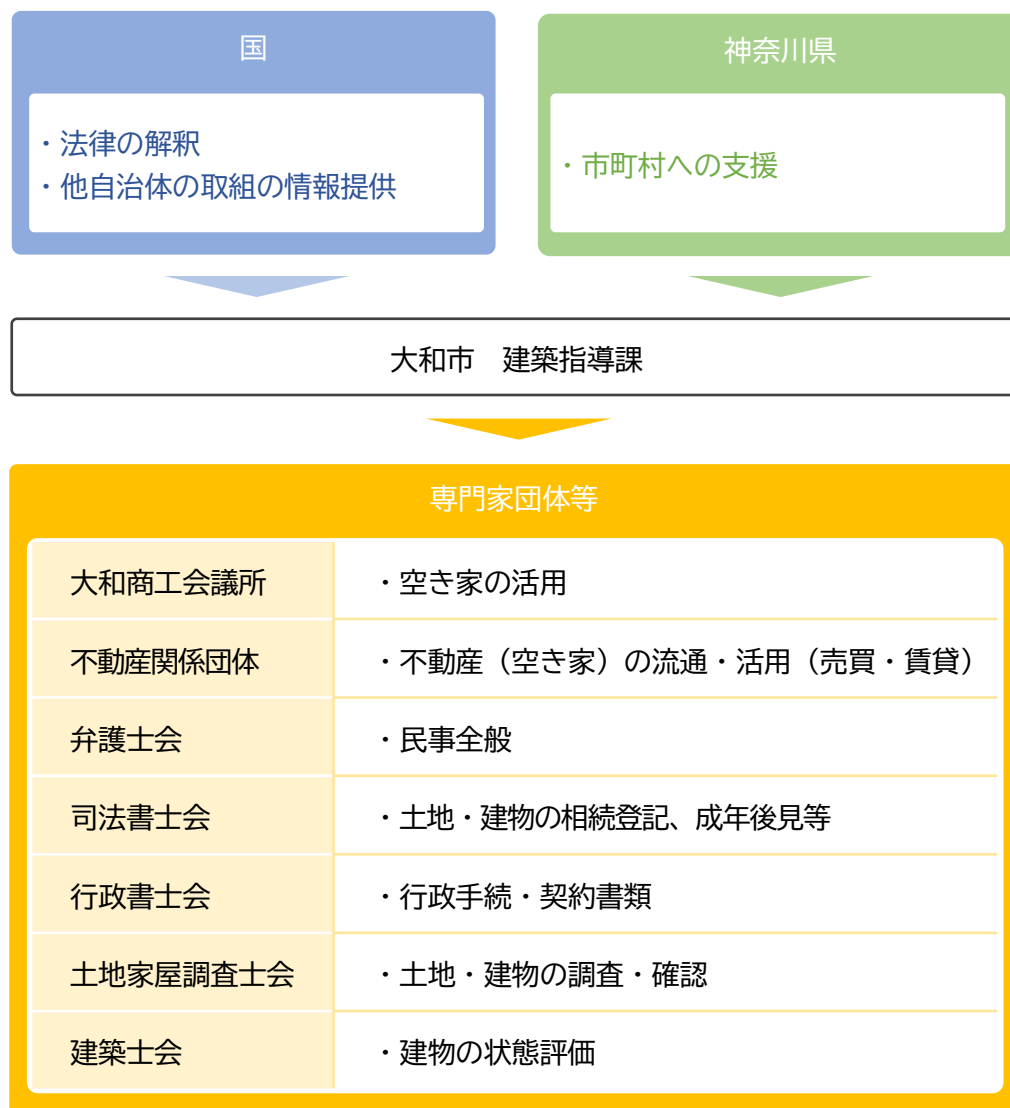 国
・法律の解釈
・他自治体の取組の情報提供
神奈川県
・市町村への支援
大和市　建築指導課
専門家団体等
大和商工会議所 ・空き家の活用
不動産関係団体 ・不動産（空き家）の流通・活用（売買・賃貸）
弁護士会 ・民事全般
司法書士会 ・土地・建物の相続登記、成年後見等
行政書士会 ・行政手続・契約書類
土地家屋調査士会 ・土地・建物の調査・確認
建築士会 ・建物の状態評価